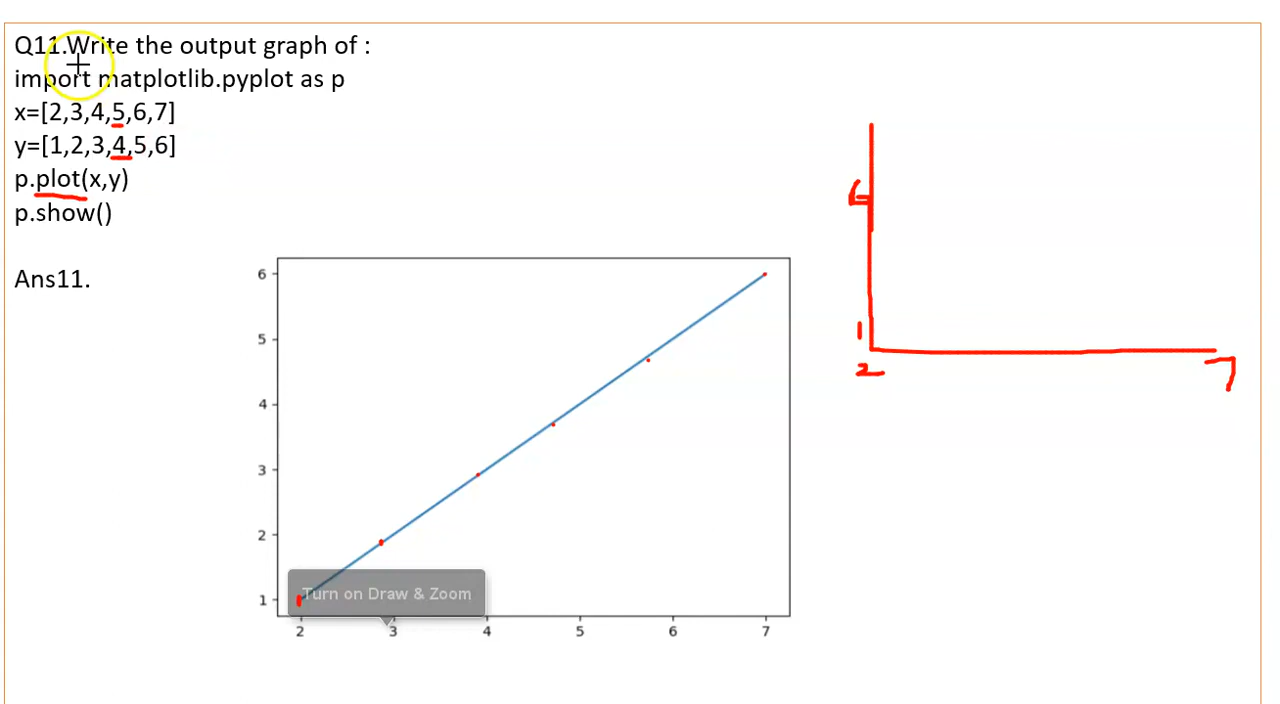 Q11.Write the output graph of :
import matplotlib.pyplot as p
x=[2,3,4,5,6,7]
y=[1,2,3,4,5,6]
p.plot(x,y)
p.show()
Ans11.
6
5
4
3
2
1
Turn on Draw & Zoom
2 3 4 5 6 7
6
1
2 7